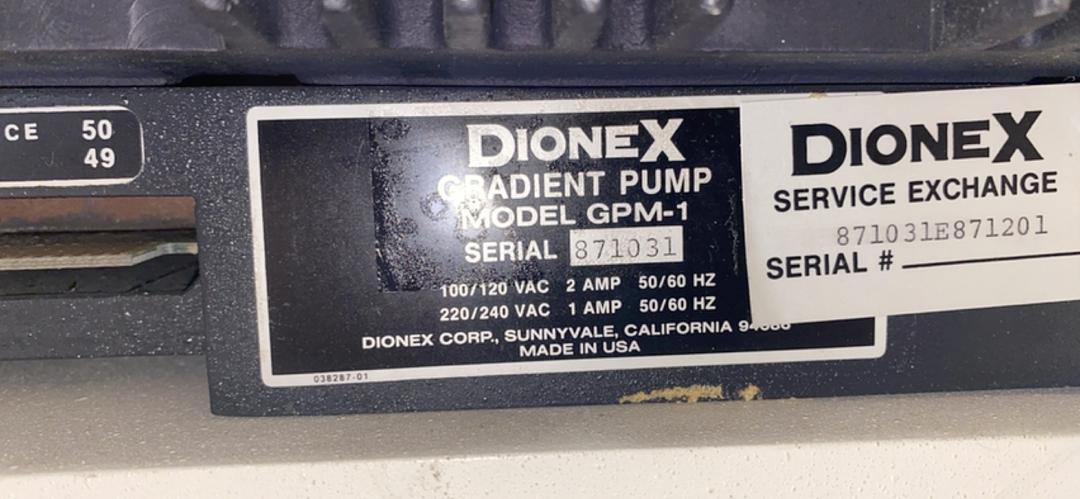 CE 50
49
DIONEX
GRADIENT PUMP
MODEL GPM-1
SERIAL 871031
100/120 VAC 2 AMP 50/60 HZ
220/240 VAC 1 AMP 50/60 HZ
DIONEX CORP., SUNNYVALE, CALIFORNIA
MADE IN USA
038287-01
DIONEX
SERVICE EXCHANGE
871031E871201
SERIAL #